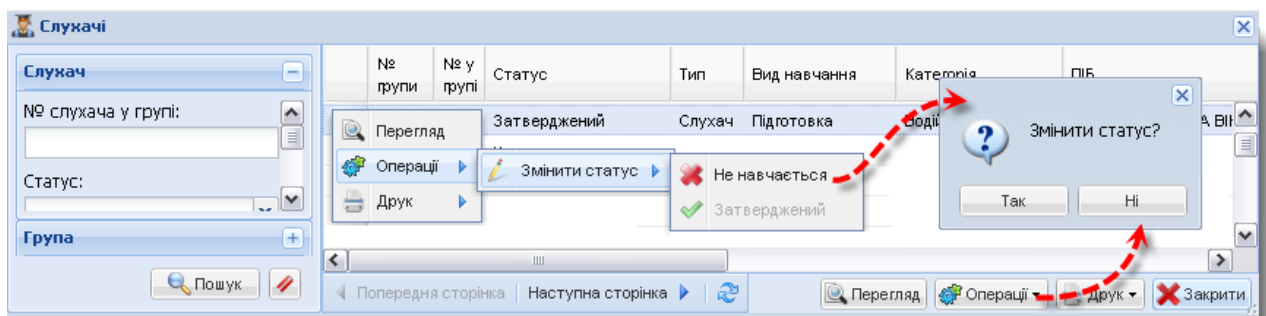 Слухачі
Слухач
№ слухача у групі:
Статус:
Група
Пошук
№ групи
№ у групі
Статус
Тип
Вид навчання
Категорія
ПІБ
Затверджений
Слухач
Підготовка
Водій
А ВІК
Перегляд
Операції
Друк
Змінити статус
Не навчається
Затверджений
Змінити статус?
Так
Ні
Попередня сторінка
Наступна сторінка
Перегляд
Операції
Друк
Закрити